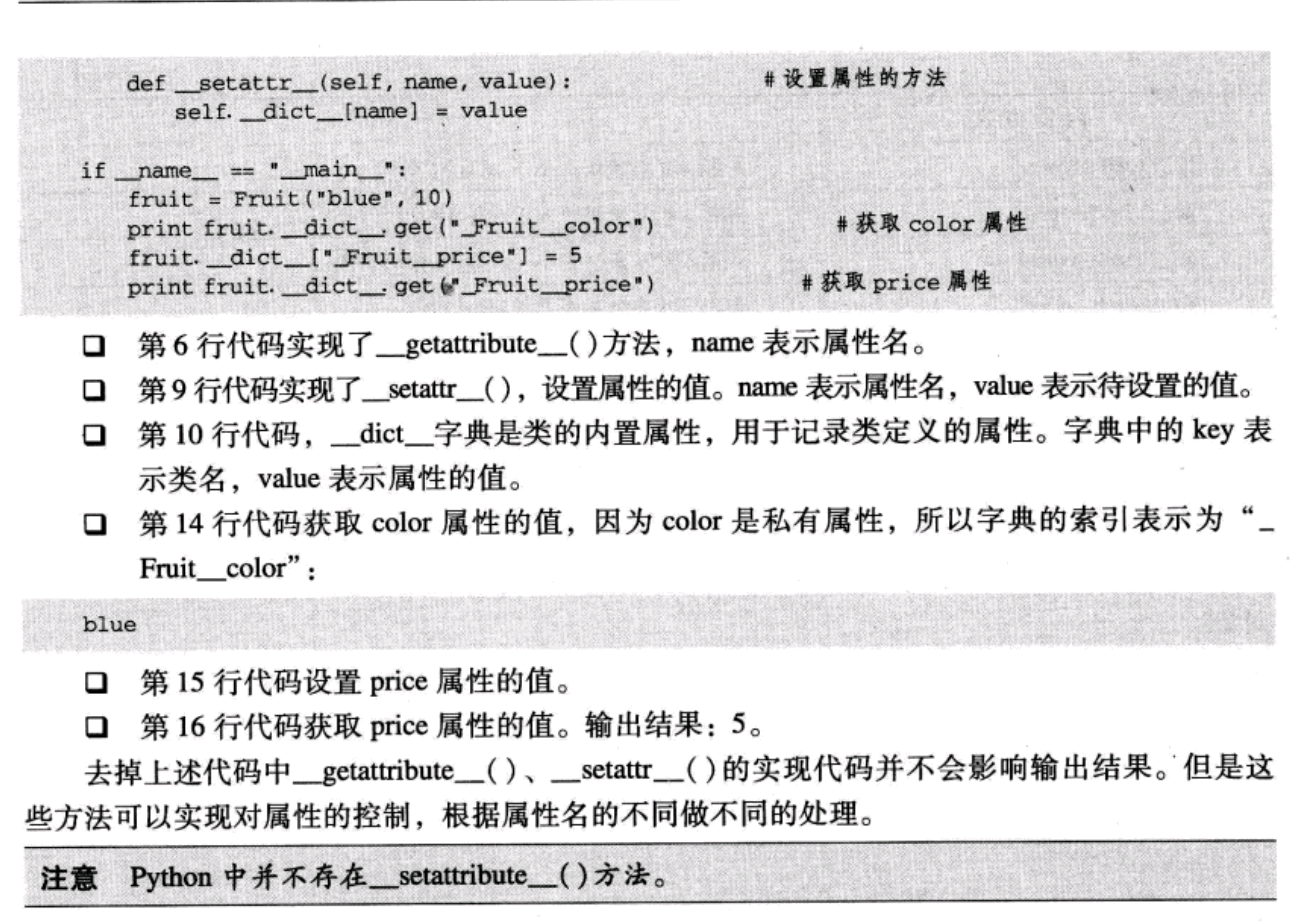 def __setattr__(self, name, value): # 设置属性的方法
self.__dict__[name] = value
if __name__ == "__main__":
fruit = Fruit("blue", 10)
print fruit.__dict__.get("_Fruit__color") # 获取 color 属性
fruit.__dict__["_Fruit__price"] = 5
print fruit.__dict__.get("_Fruit__price") # 获取 price 属性
❑ 第 6 行代码实现了__getattribute__()方法，name 表示属性名。
❑ 第 9 行代码实现了__setattr__()，设置属性的值。name 表示属性名，value 表示待设置的值。
❑ 第 10 行代码，__dict__字典是类的内置属性，用于记录类定义的属性。字典中的 key 表
示类名，value 表示属性的值。
❑ 第 14 行代码获取 color 属性的值，因为 color 是私有属性，所以字典的索引表示为“_
Fruit__color”：
blue
❑ 第 15 行代码设置 price 属性的值。
❑ 第 16 行代码获取 price 属性的值。输出结果：5。
去掉上述代码中__getattribute__()、__setattr__()的实现代码并不会影响输出结果。但是这
些方法可以实现对属性的控制，根据属性名的不同做不同的处理。
注意 Python 中并不存在__setattribute__()方法。